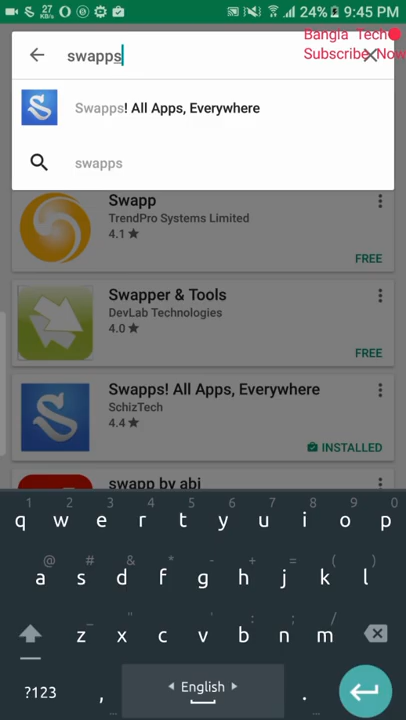 27 KB/s 24% 9:45 PM
Bangla Tech
Subscribe Now
swapps
Swapps! All Apps, Everywhere
swapps
Swapp
TrendPro Systems Limited
4.1
FREE
Swapper & Tools
DevLab Technologies
4.0
FREE
Swapps! All Apps, Everywhere
SchizTech
4.4
INSTALLED
swapp by abi
1 2 3 4 5 6 7 8 9 0
q w e r t y u i o p
@ # & * - + = ( )
a s d f g h j k l
_ " ' : ; ! ?
z x c v b n m /
?123 , English .